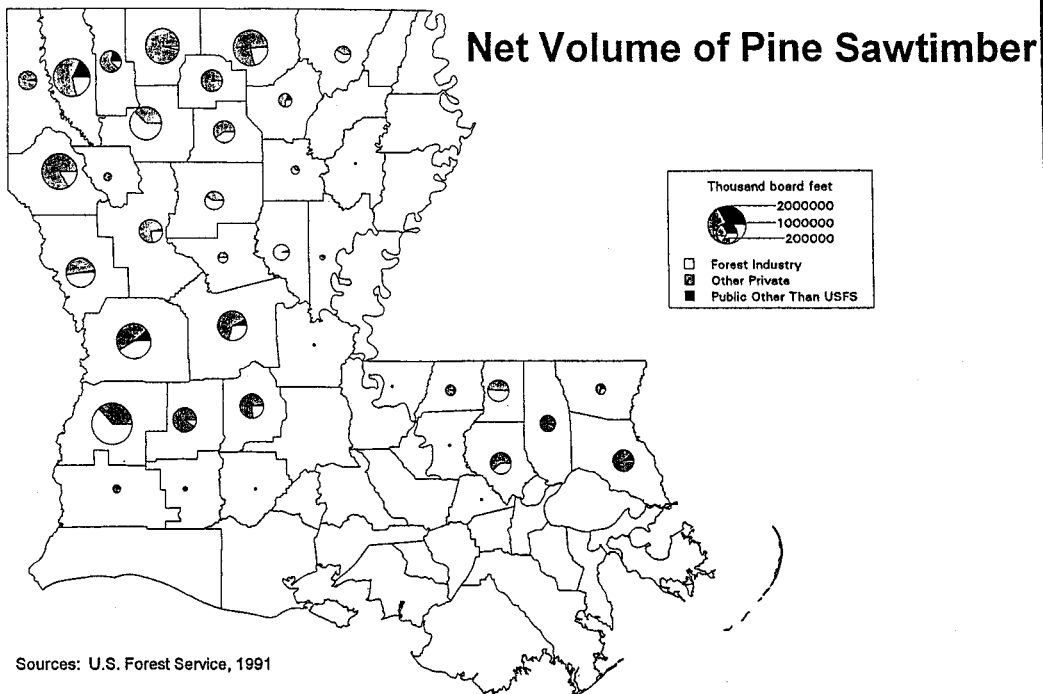 Net Volume of Pine Sawtimber
Thousand board feet
2000000
1000000
200000
Forest Industry
Other Private
Public Other Than USFS
Sources: U.S. Forest Service, 1991